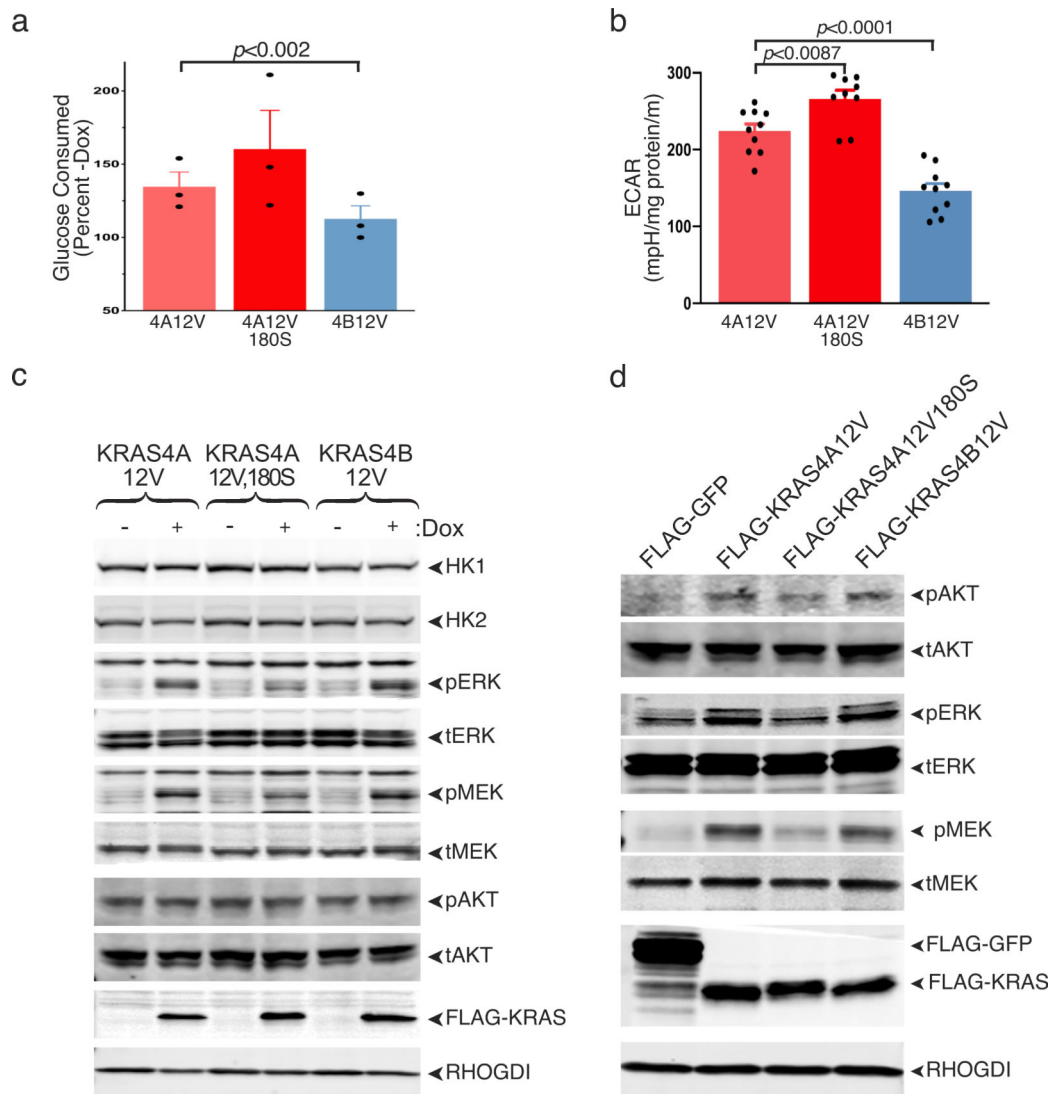 a
p<0.002
Glucose Consumed
(Percent -Dox)
200
150
100
50
4A12V
4A12V
180S
4B12V
b
p<0.0001
p<0.0087
ECAR
(mpH/mg protein/m)
300
200
100
0
4A12V
4A12V
180S
4B12V
c
KRAS4A
12V
KRAS4A
12V,180S
KRAS4B
12V
- + - + - + :Dox
HK1
HK2
pERK
tERK
pMEK
tMEK
pAKT
tAKT
FLAG-KRAS
RHOGDI
d
FLAG-GFP
FLAG-KRAS4A12V
FLAG-KRAS4A12V180S
FLAG-KRAS4B12V
pAKT
tAKT
pERK
tERK
pMEK
tMEK
FLAG-GFP
FLAG-KRAS
RHOGDI